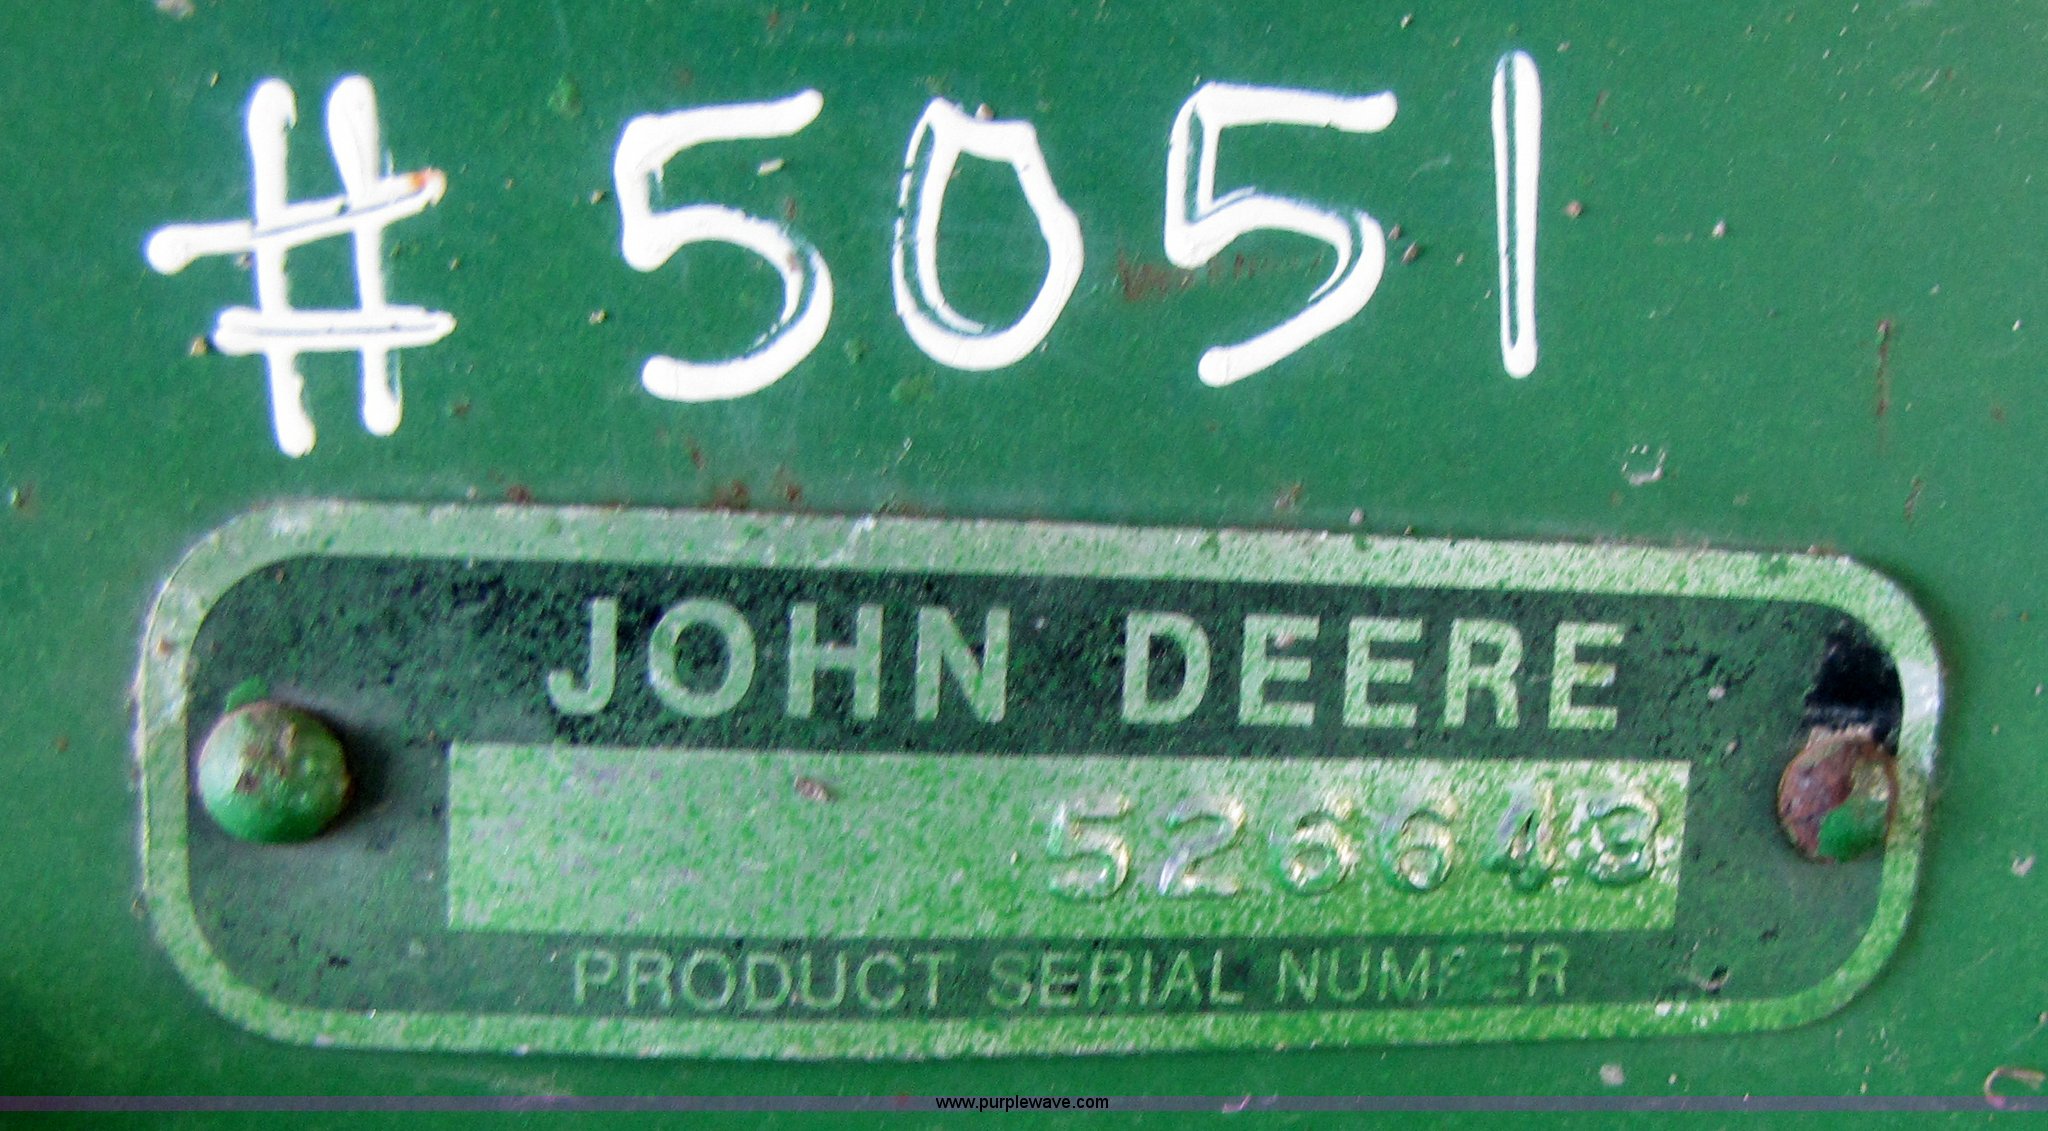 #5051
JOHN DEERE
526648
PRODUCT SERIAL NUMBER
www.purplewave.com